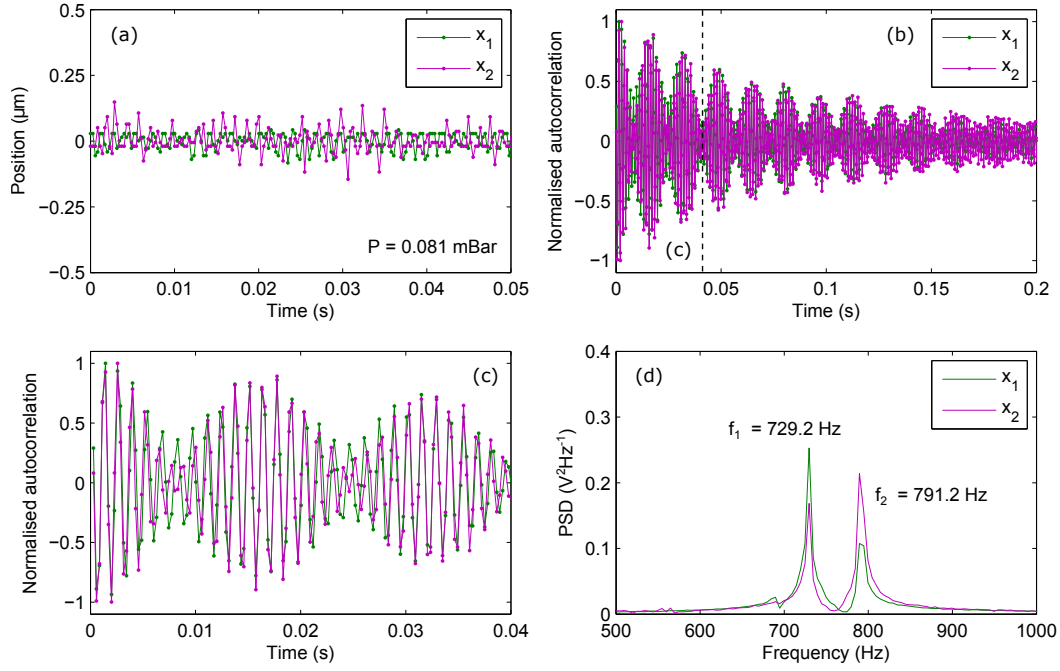 (a)
x1
x2
0.5
0.25
0
−0.25
−0.5
Position (µm)
P = 0.081 mBar
0 0.01 0.02 0.03 0.04 0.05
Time (s)
(b)
x1
x2
1
0.5
0
−0.5
−1
Normalised autocorrelation
(c)
0 0.05 0.1 0.15 0.2
Time (s)
(c)
1
0.5
0
−0.5
−1
Normalised autocorrelation
0 0.01 0.02 0.03 0.04
Time (s)
(d)
x1
x2
0.4
0.3
0.2
0.1
0
PSD (V²Hz⁻¹)
f1 = 729.2 Hz
f2 = 791.2 Hz
500 600 700 800 900 1000
Frequency (Hz)